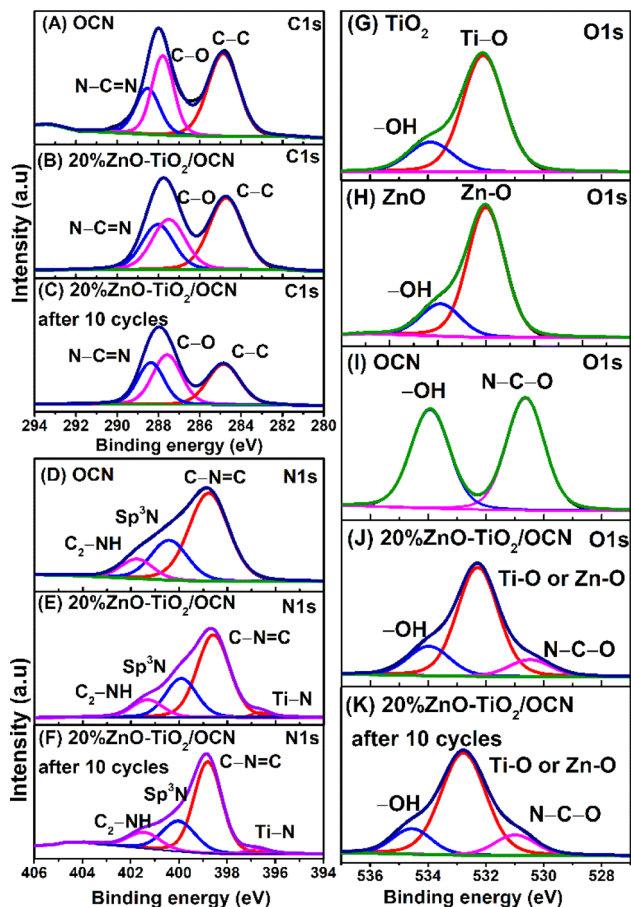 Intensity (a.u)
(A) OCN C1s
C–C
C–O
N–C=N
(B) 20%ZnO-TiO2/OCN C1s
C–O C–C
N–C=N
(C) 20%ZnO-TiO2/OCN C1s
after 10 cycles
C–O
N–C=N
C–C
294 292 290 288 286 284 282 280
Binding energy (eV)
Intensity (a.u)
(D) OCN N1s
C–N=C
Sp3N
C2–NH
(E) 20%ZnO-TiO2/OCN N1s
C–N=C
Sp3N
C2–NH
Ti–N
(F) 20%ZnO-TiO2/OCN N1s
after 10 cycles C–N=C
Sp3N
C2–NH
Ti–N
406 404 402 400 398 396 394
Binding energy (eV)
(G) TiO2 O1s
Ti–O
–OH
(H) ZnO O1s
Zn-O
–OH
(I) OCN O1s
–OH N–C–O
(J) 20%ZnO-TiO2/OCN O1s
Ti-O or Zn-O
–OH
N–C–O
(K) 20%ZnO-TiO2/OCN
after 10 cycles
Ti-O or Zn-O
–OH
N–C–O
536 534 532 530 528
Binding energy (eV)